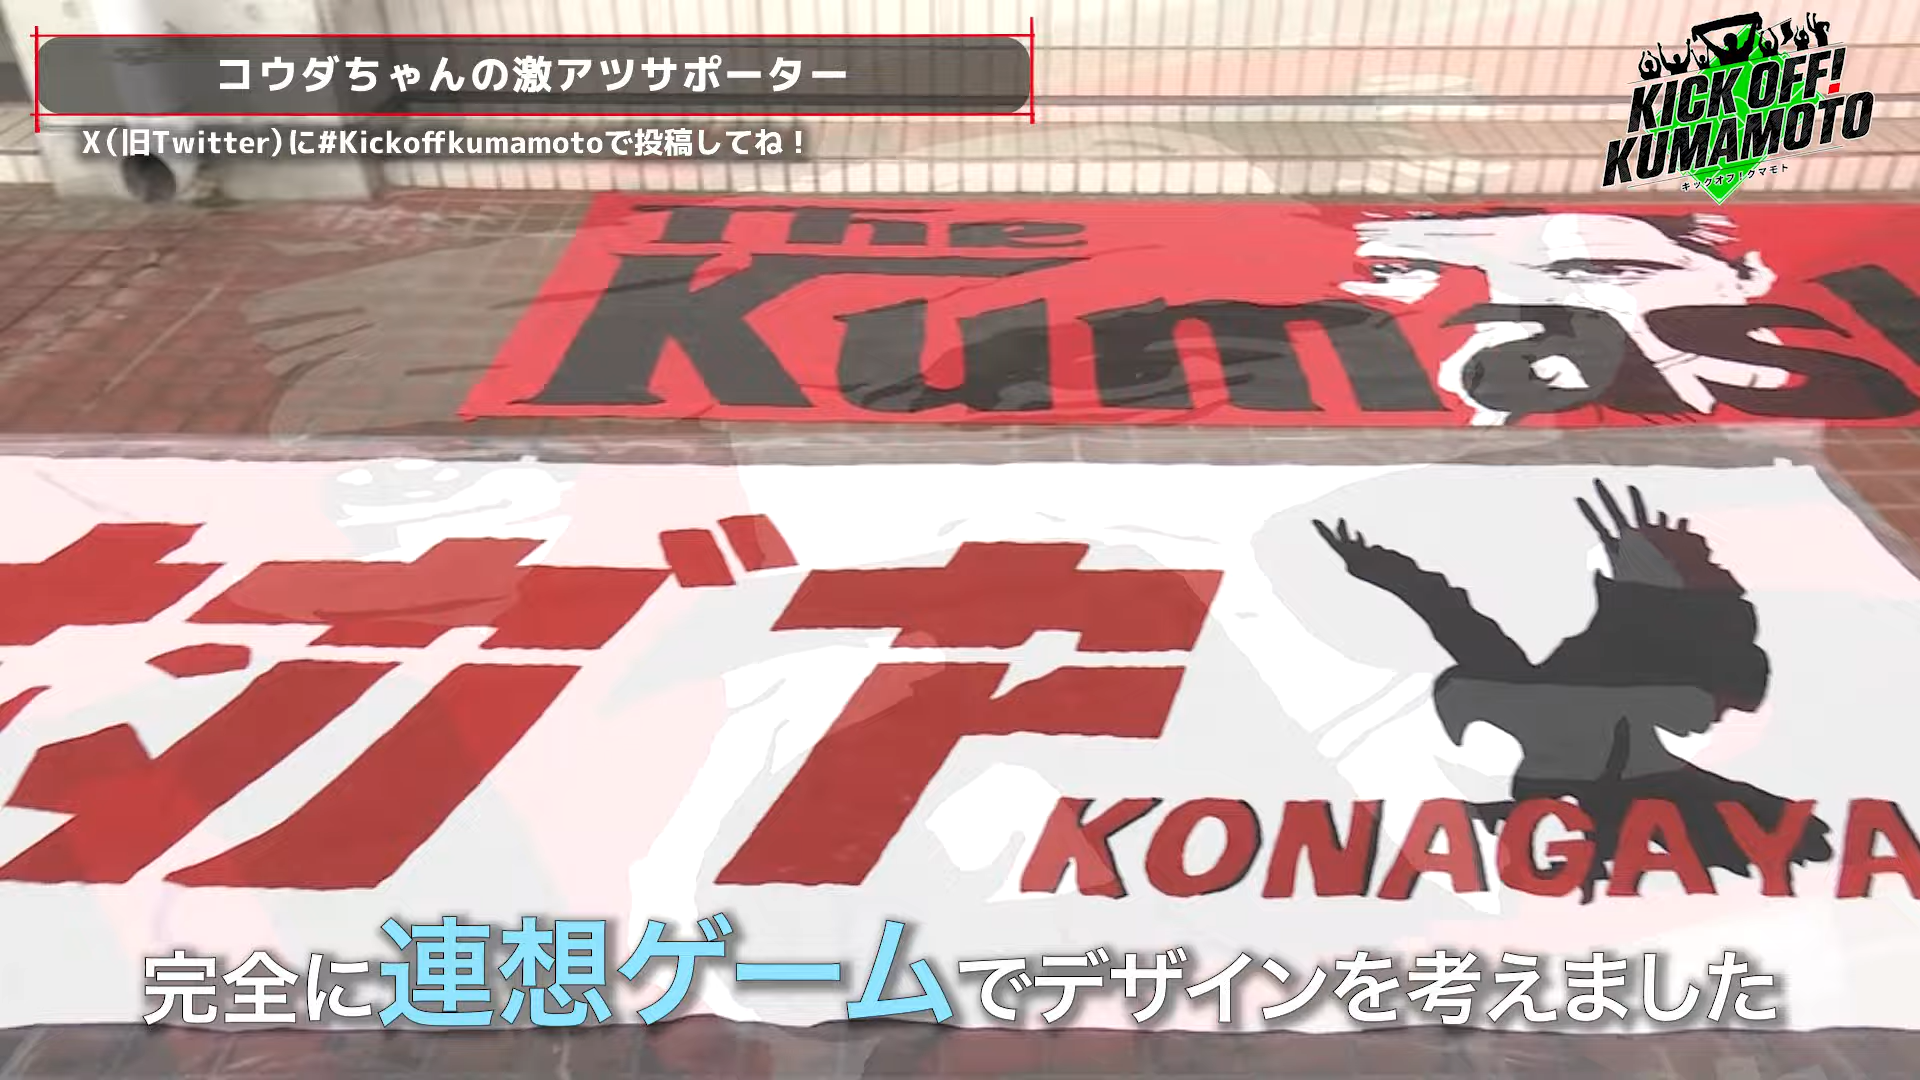 コウダちゃんの激アツサポーター
X(旧Twitter)に#Kickoffkumamotoで投稿してね！
KICK OFF!
KUMAMOTO
キックオフ！クマモト
The
Kumas
KONAGAYA
完全に連想ゲームでデザインを考えました